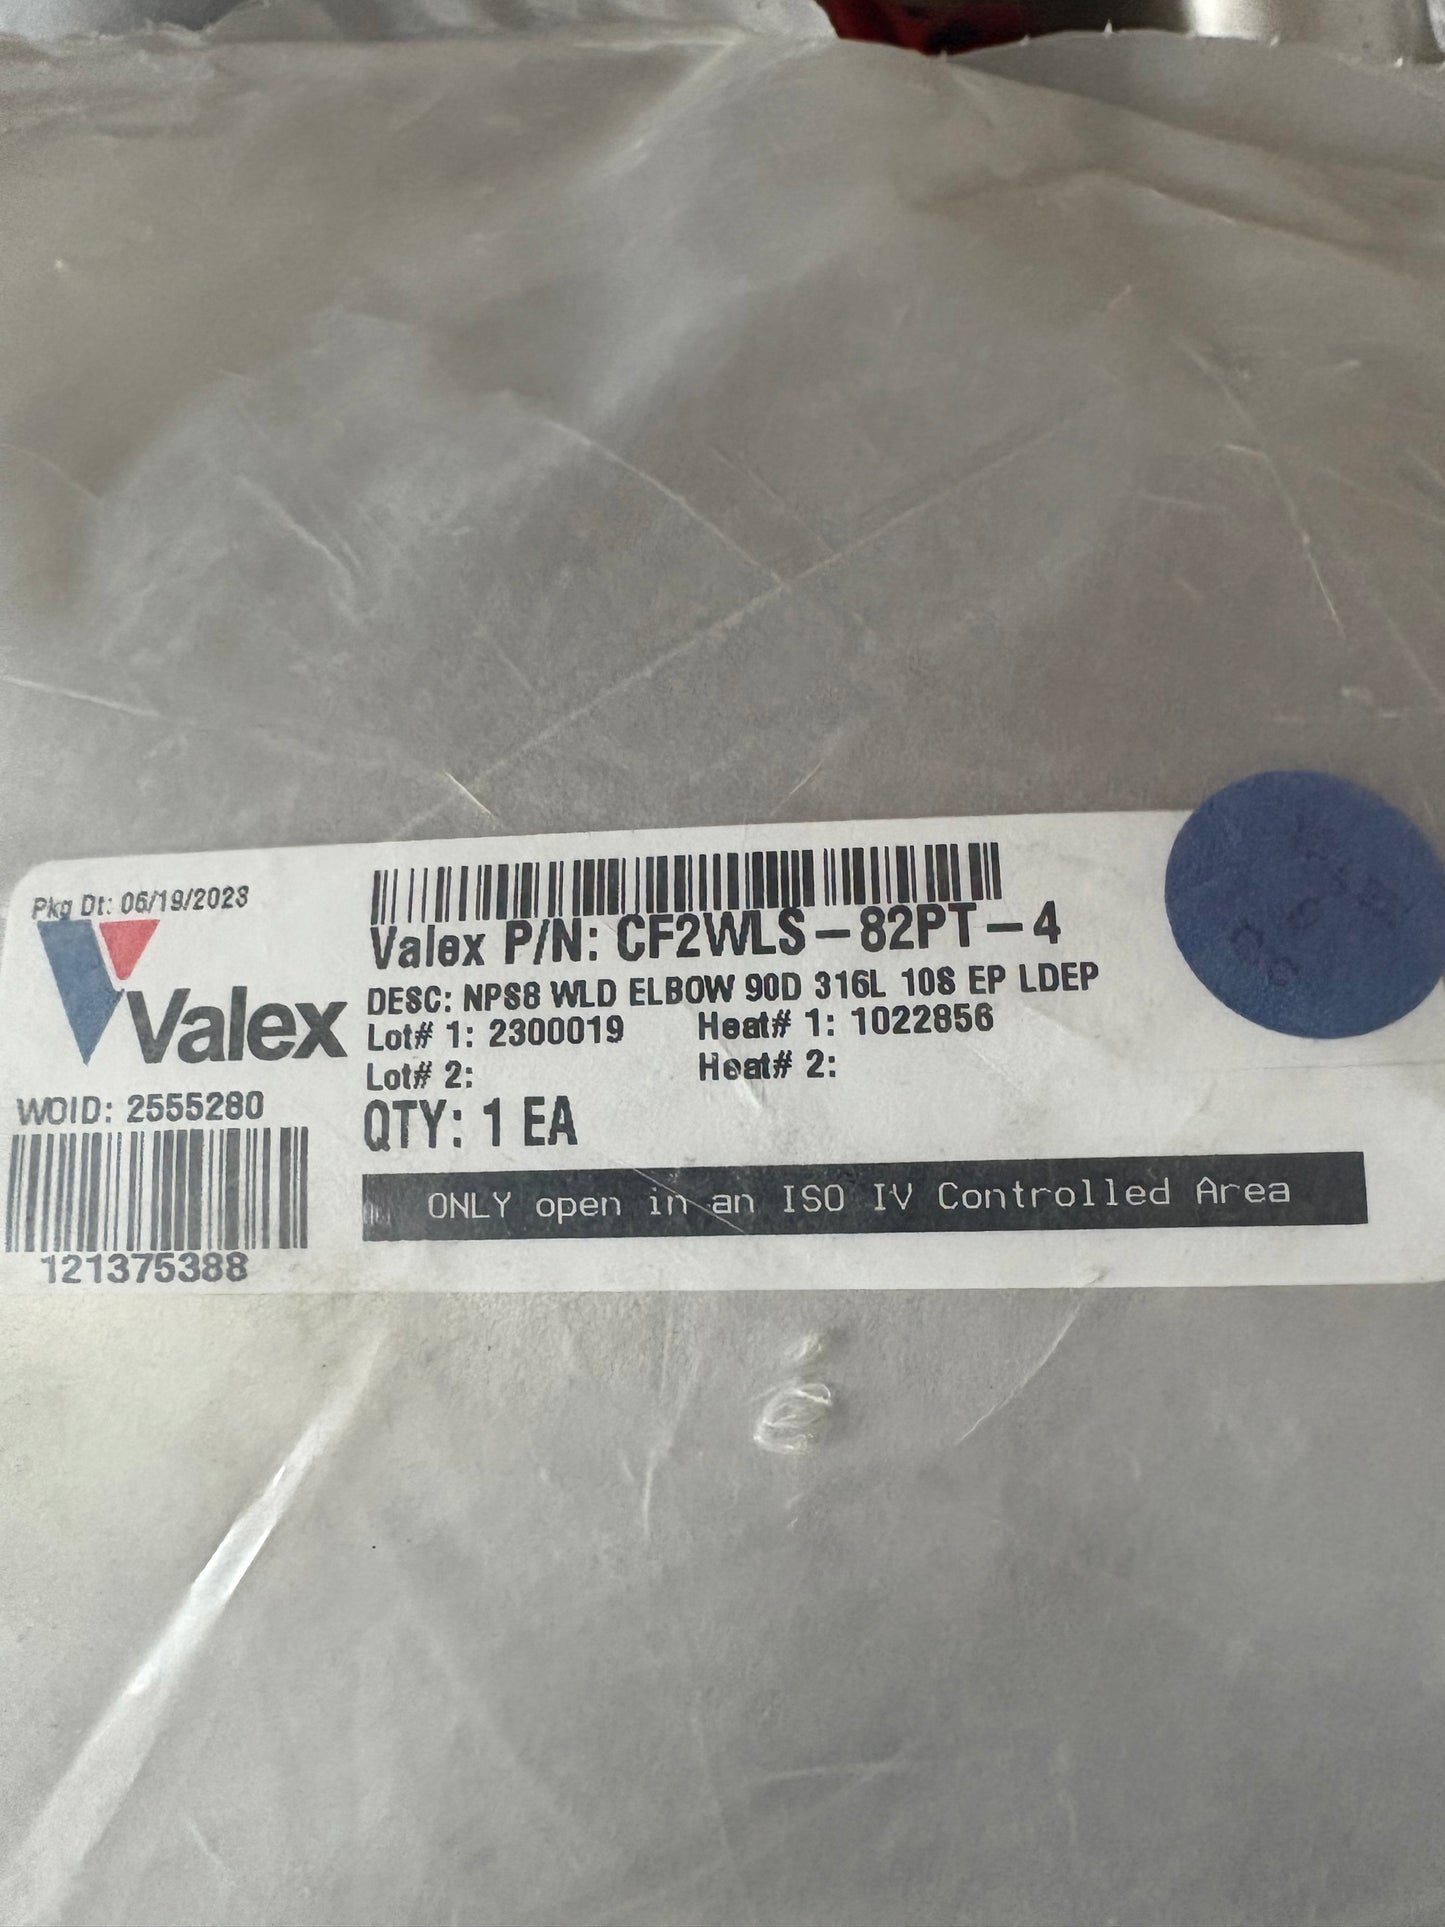 Pkg Dt: 06/19/2023
Valex
WOID: 2555280
121375388
Valex P/N: CF2WLS-82PT-4
DESC: NPS8 WLD ELBOW 90D 316L 10S EP LDEP
Lot# 1: 2300019 Heat# 1: 1022856
Lot# 2: Heat# 2:
QTY: 1 EA
ONLY open in an ISO IV Controlled Area